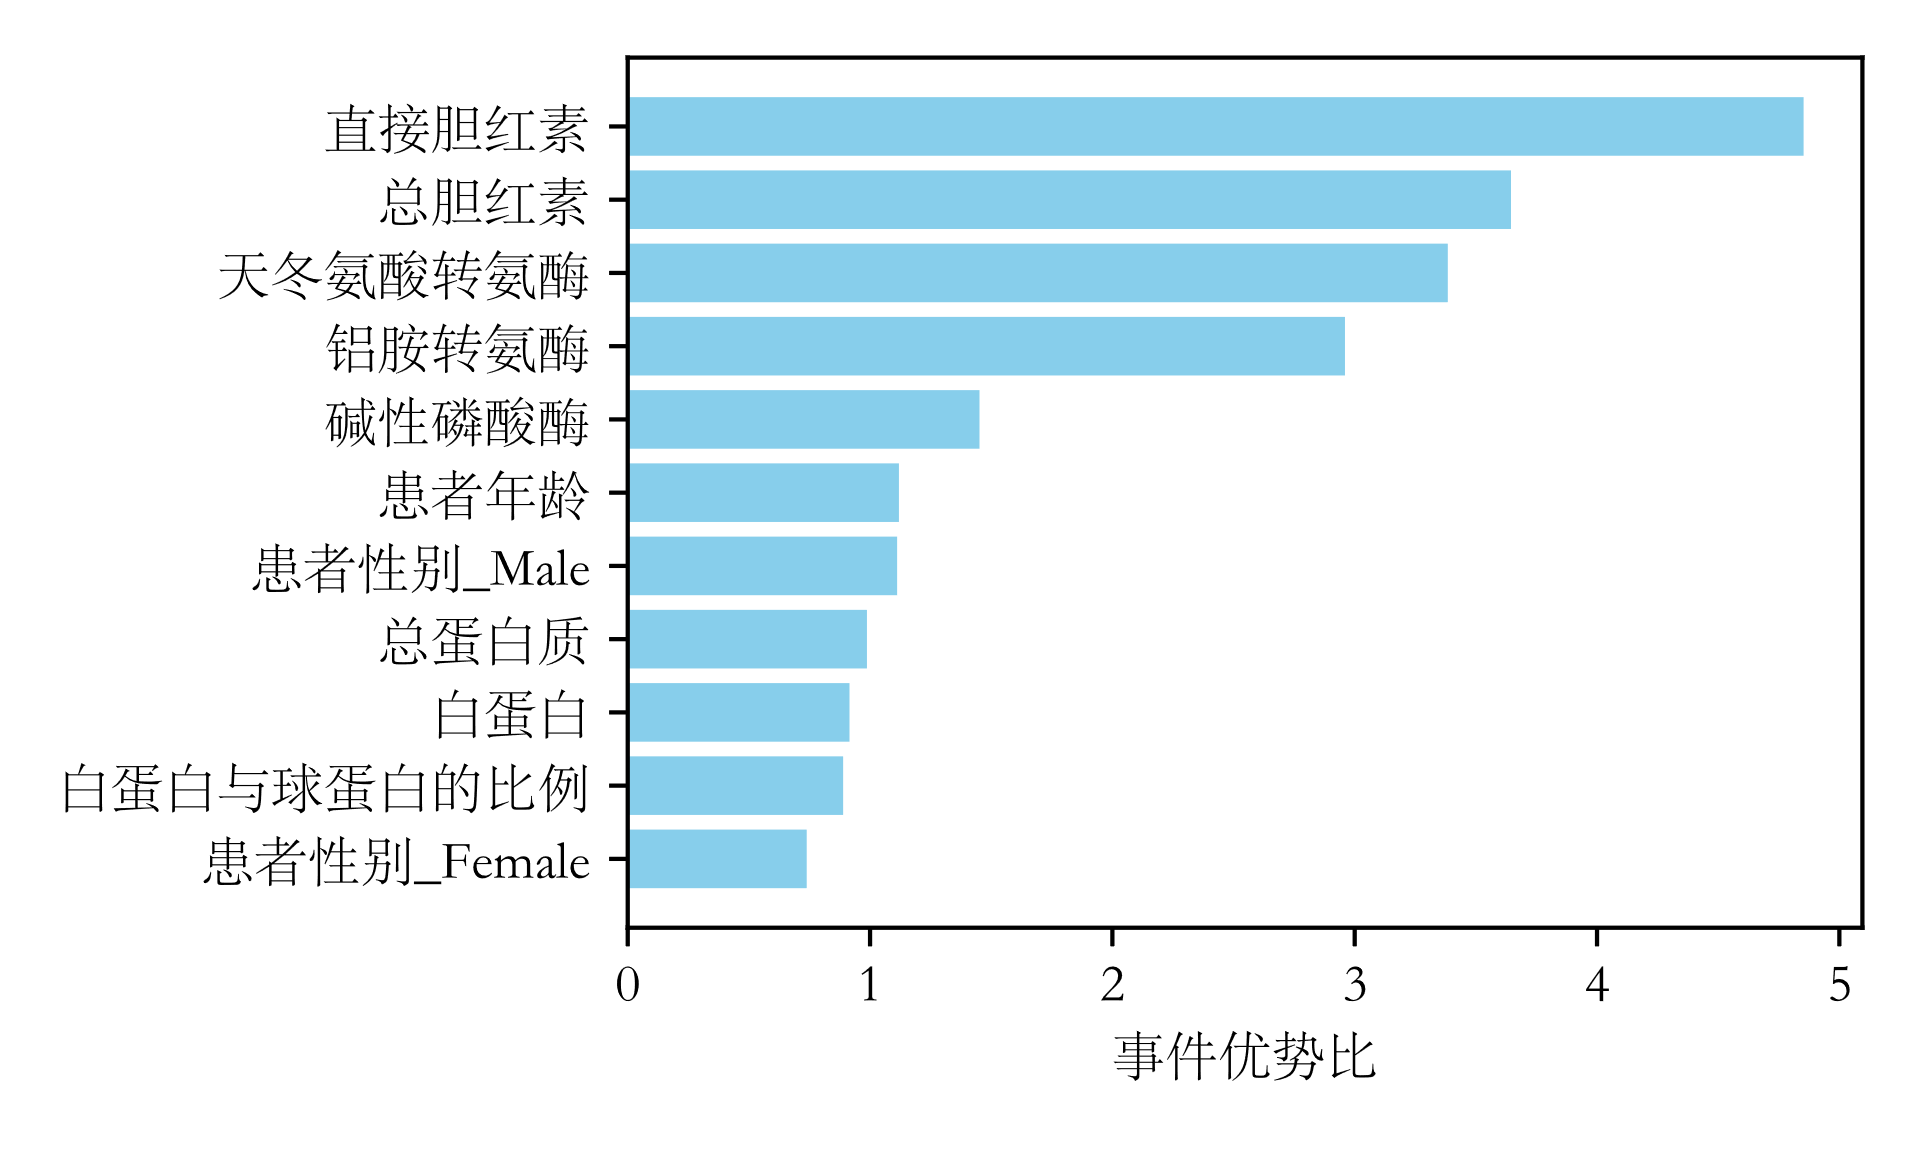 直接胆红素
总胆红素
天冬氨酸转氨酶
铝胺转氨酶
碱性磷酸酶
患者年龄
患者性别_Male
总蛋白质
白蛋白
白蛋白与球蛋白的比例
患者性别_Female
0 1 2 3 4 5
事件优势比